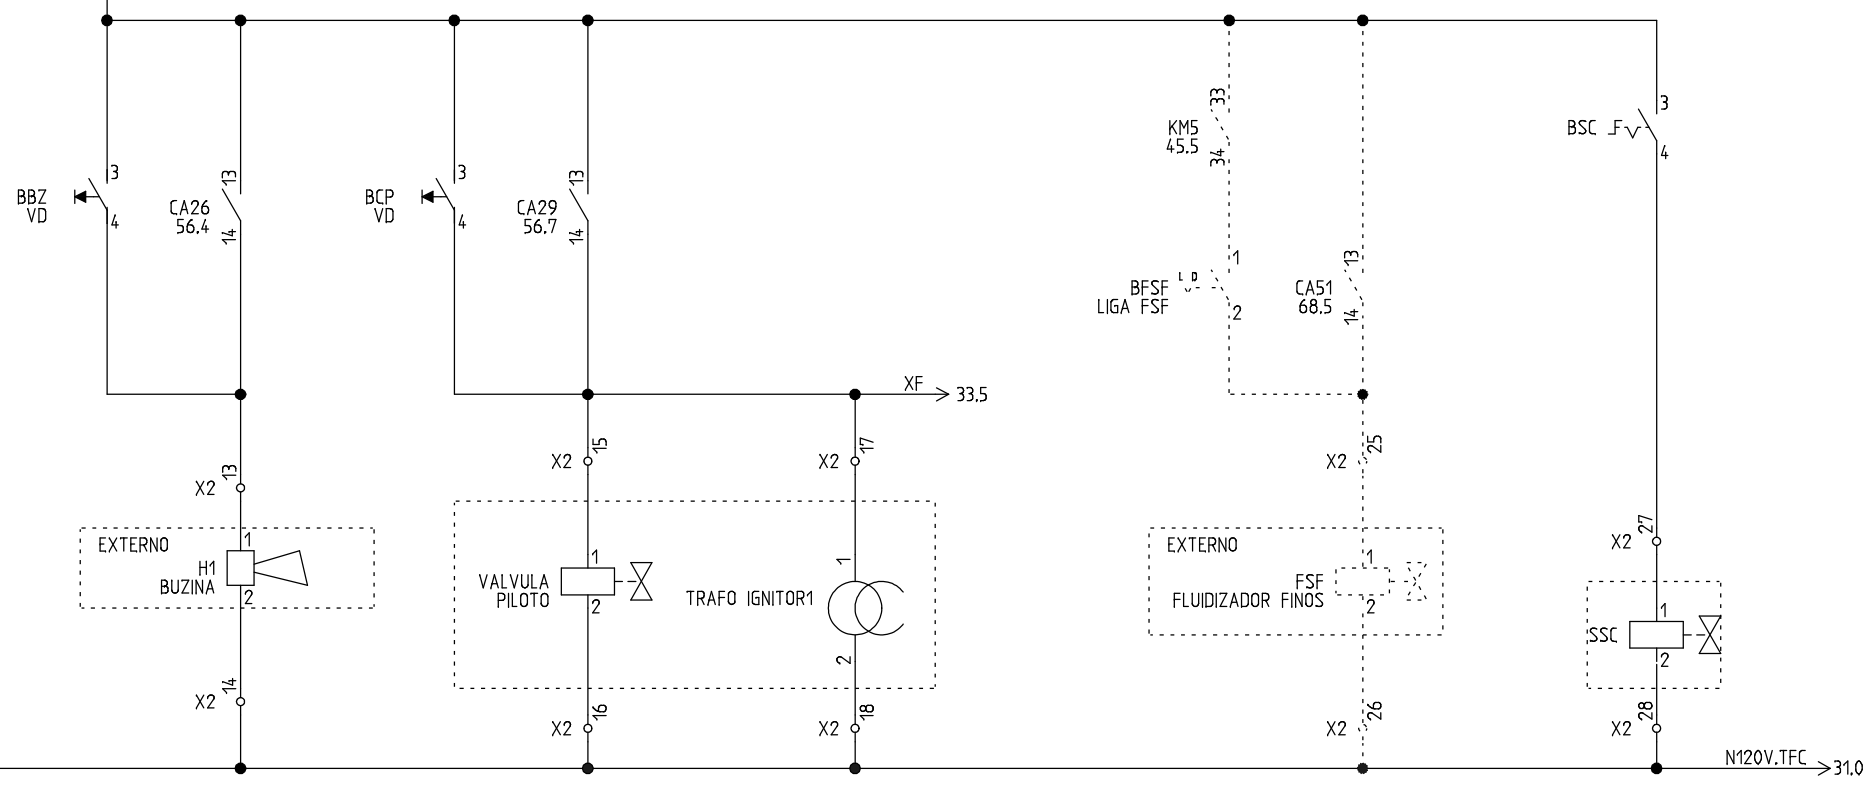 BBZ
VD
3
4
CA26
56,4
13
14
BCP
VD
3
4
CA29
56,7
13
14
KM5
45,5
33
34
BFSF
LIGA FSF
L D
1
2
CA51
68,5
13
14
BSC
3
4
XF
33,5
X2
13
X2
15
X2
17
X2
25
X2
27
EXTERNO
H1
BUZINA
1
2
VALVULA
PILOTO
1
2
TRAFO IGNITOR1
1
2
EXTERNO
FSF
FLUIDIZADOR FINOS
1
2
SSC
1
2
X2
14
X2
16
X2
18
X2
26
X2
28
N120V.TFC
31,0